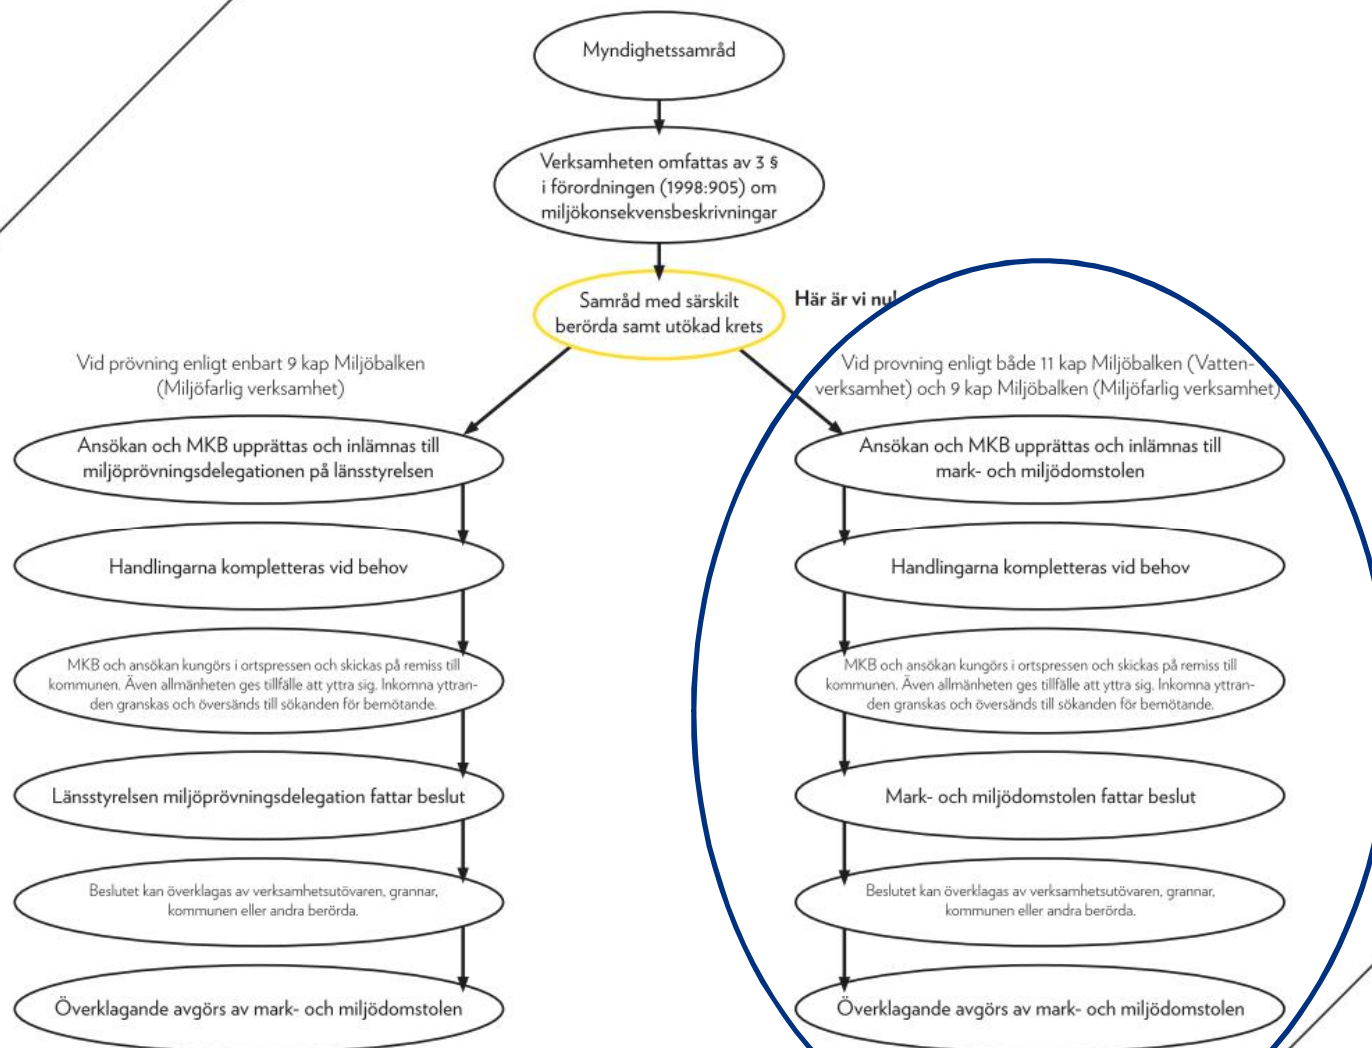 Myndighetssamråd
Verksamheten omfattas av 3 §
i förordningen (1998:905) om
miljökonsekvensbeskrivningar
Samråd med särskilt
berörda samt utökad krets
Här är vi nu!
Vid prövning enligt enbart 9 kap Miljöbalken
(Miljöfarlig verksamhet)
Ansökan och MKB upprättas och inlämnas till
miljöprövningsdelegationen på länsstyrelsen
Handlingarna kompletteras vid behov
MKB och ansökan kungörs i ortspressen och skickas på remiss till
kommunen. Även allmänheten ges tillfälle att yttra sig. Inkomna yttran-
den granskas och översänds till sökanden för bemötande.
Länsstyrelsen miljöprövningsdelegation fattar beslut
Beslutet kan överklagas av verksamhetsutövaren, grannar,
kommunen eller andra berörda.
Överklagande avgörs av mark- och miljödomstolen
Vid provning enligt både 11 kap Miljöbalken (Vatten-
verksamhet) och 9 kap Miljöbalken (Miljöfarlig verksamhet)
Ansökan och MKB upprättas och inlämnas till
mark- och miljödomstolen
Handlingarna kompletteras vid behov
MKB och ansökan kungörs i ortspressen och skickas på remiss till
kommunen. Även allmänheten ges tillfälle att yttra sig. Inkomna yttran-
den granskas och översänds till sökanden för bemötande.
Mark- och miljödomstolen fattar beslut
Beslutet kan överklagas av verksamhetsutövaren, grannar,
kommunen eller andra berörda.
Överklagande avgörs av mark- och miljödomstolen